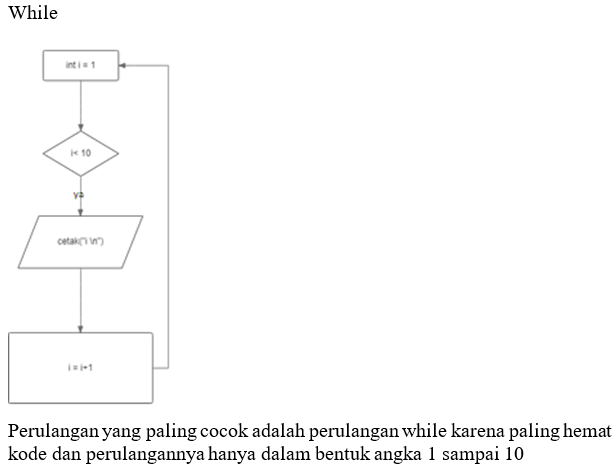 While
int i = 1
i< 10
ya
cetak("i \n")
i = i+1
Perulangan yang paling cocok adalah perulangan while karena paling hemat
kode dan perulangannya hanya dalam bentuk angka 1 sampai 10